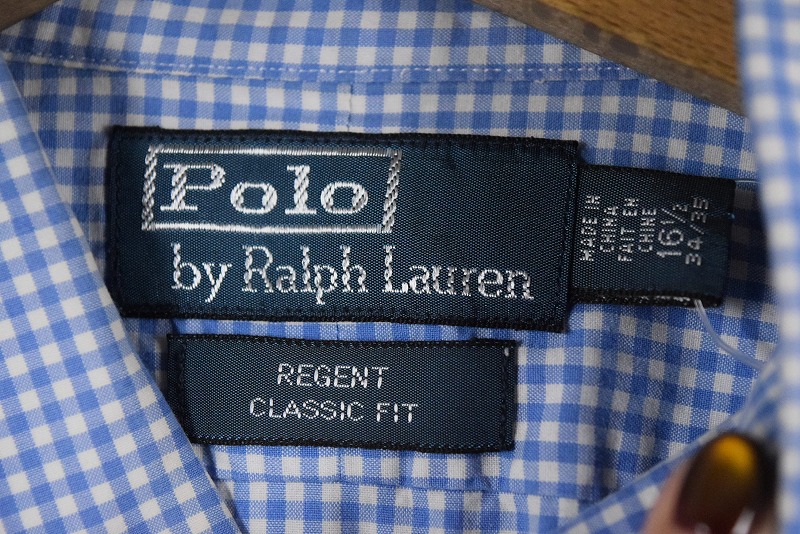 Polo
by Ralph Lauren
MADE IN
CHINA
FAIT EN
CHINE
16½
34/35
REGENT
CLASSIC FIT